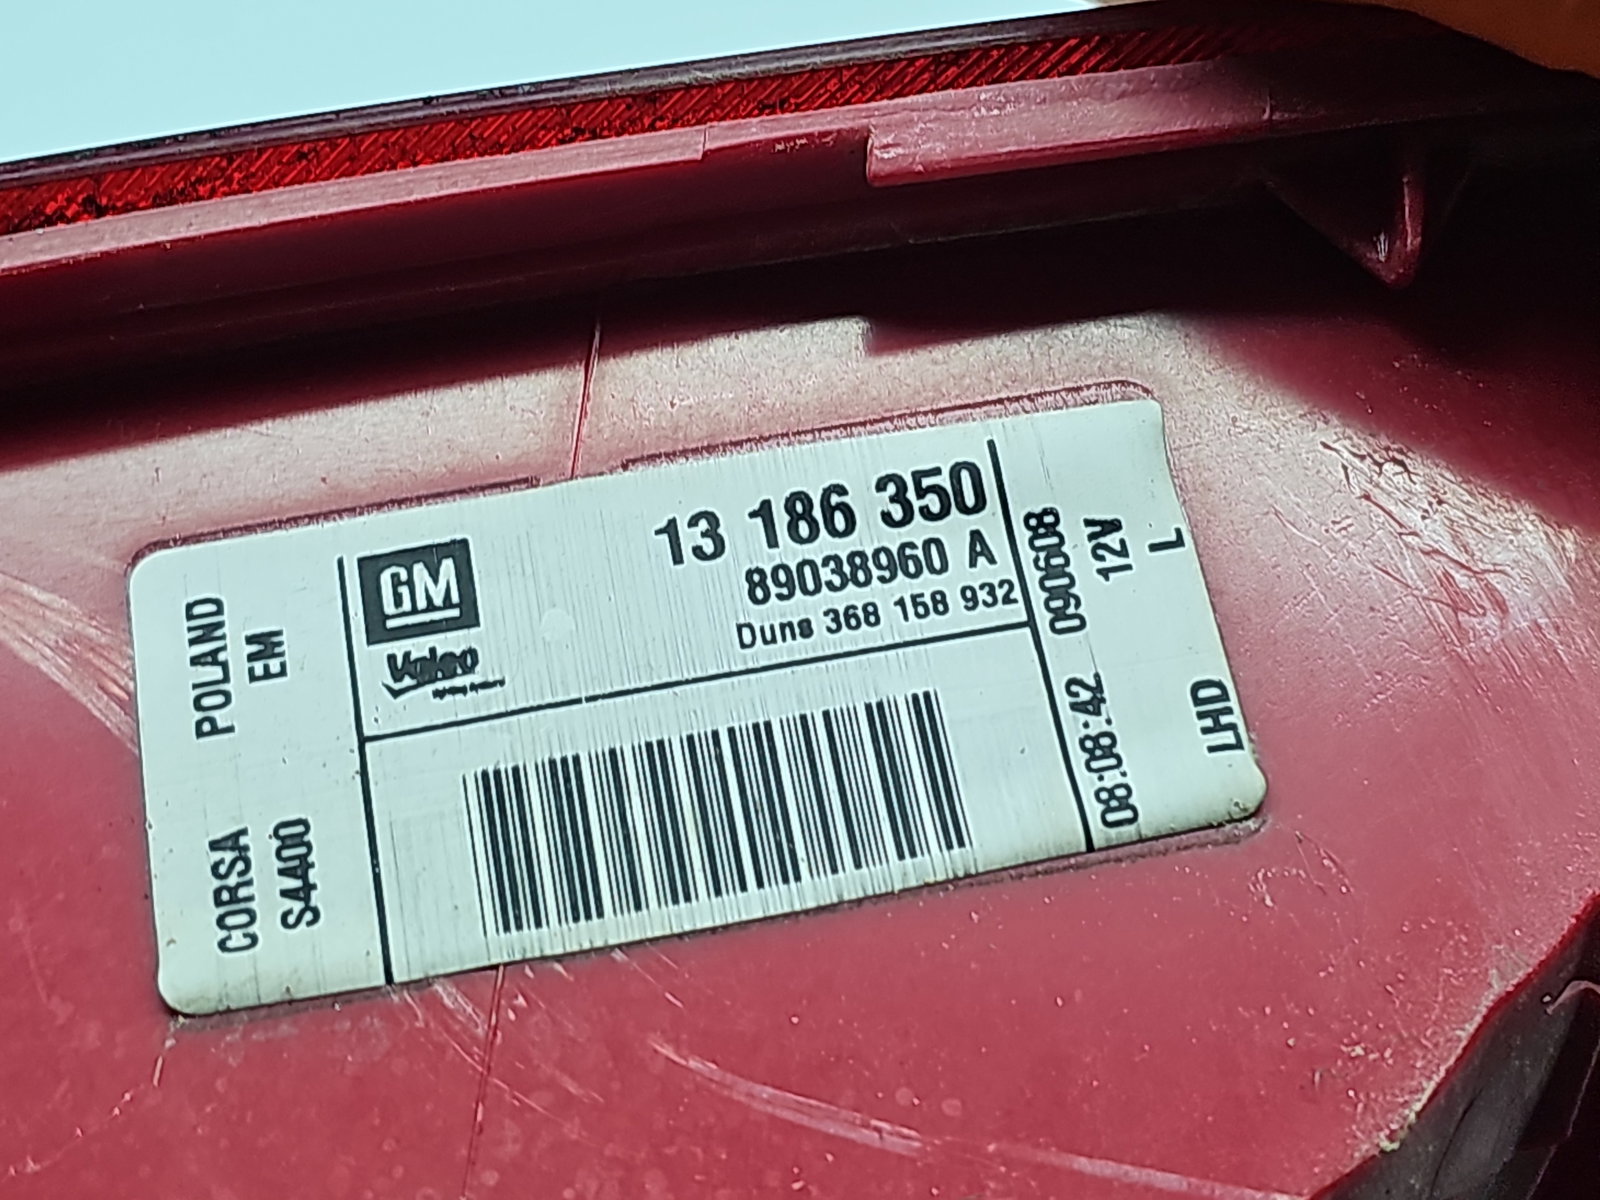 POLAND
EM
CORSA
S4400
GM
Valeo
13 186 350
89038960 A
Duns 368 158 932
08:08:42 090608
12V
L
LHD